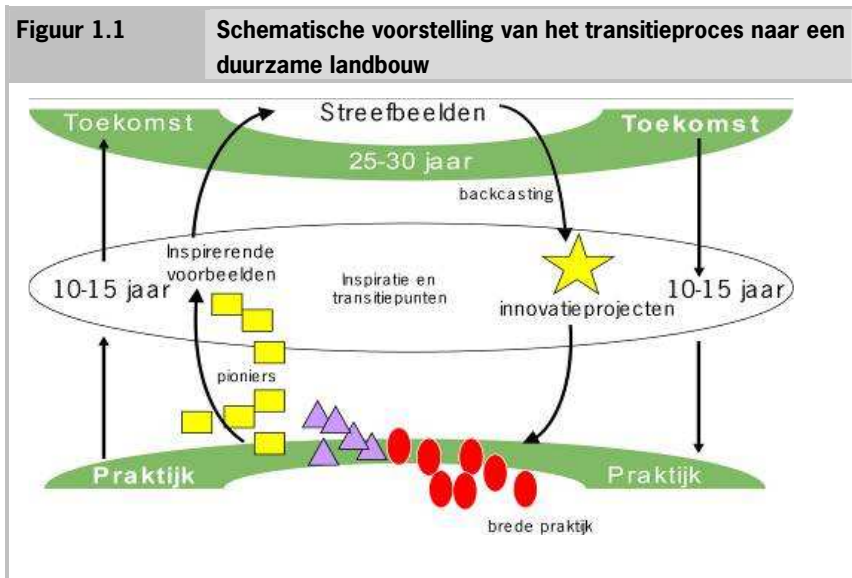 Figuur 1.1
Schematische voorstelling van het transitieproces naar een
duurzame landbouw
Toekomst
Streefbeelden
Toekomst
25-30 jaar
backcasting
Inspirerende
voorbeelden
10-15 jaar
Inspiratie en
transitiepunten
innovatieprojecten
10-15 jaar
pioniers
Praktijk
Praktijk
brede praktijk